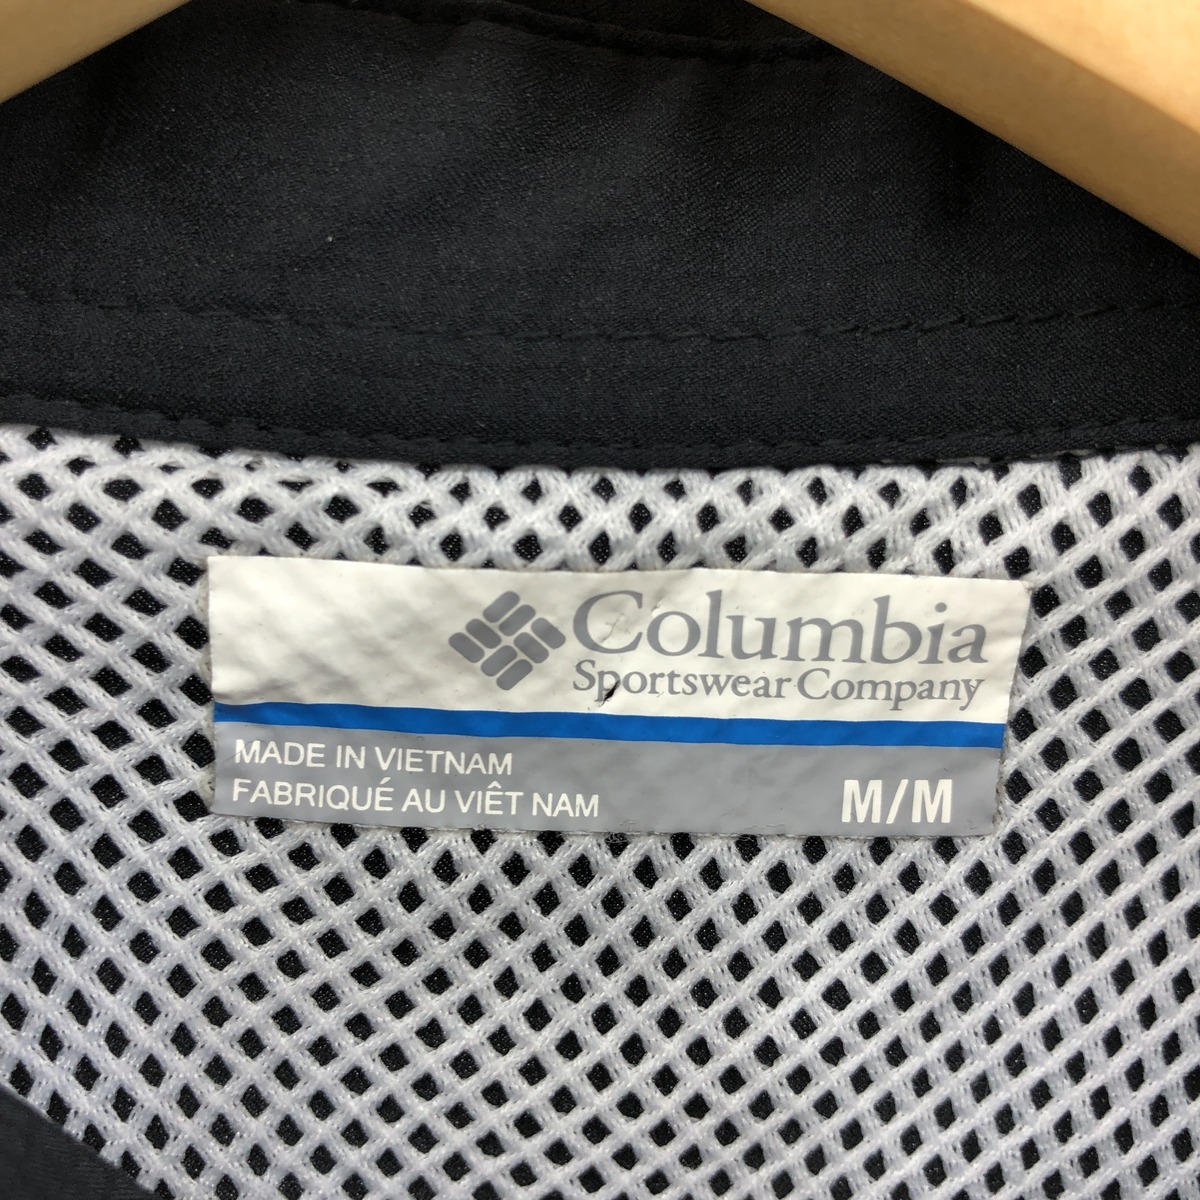 Columbia
Sportswear Company
MADE IN VIETNAM
FABRIQUÉ AU VIÊT NAM
M/M